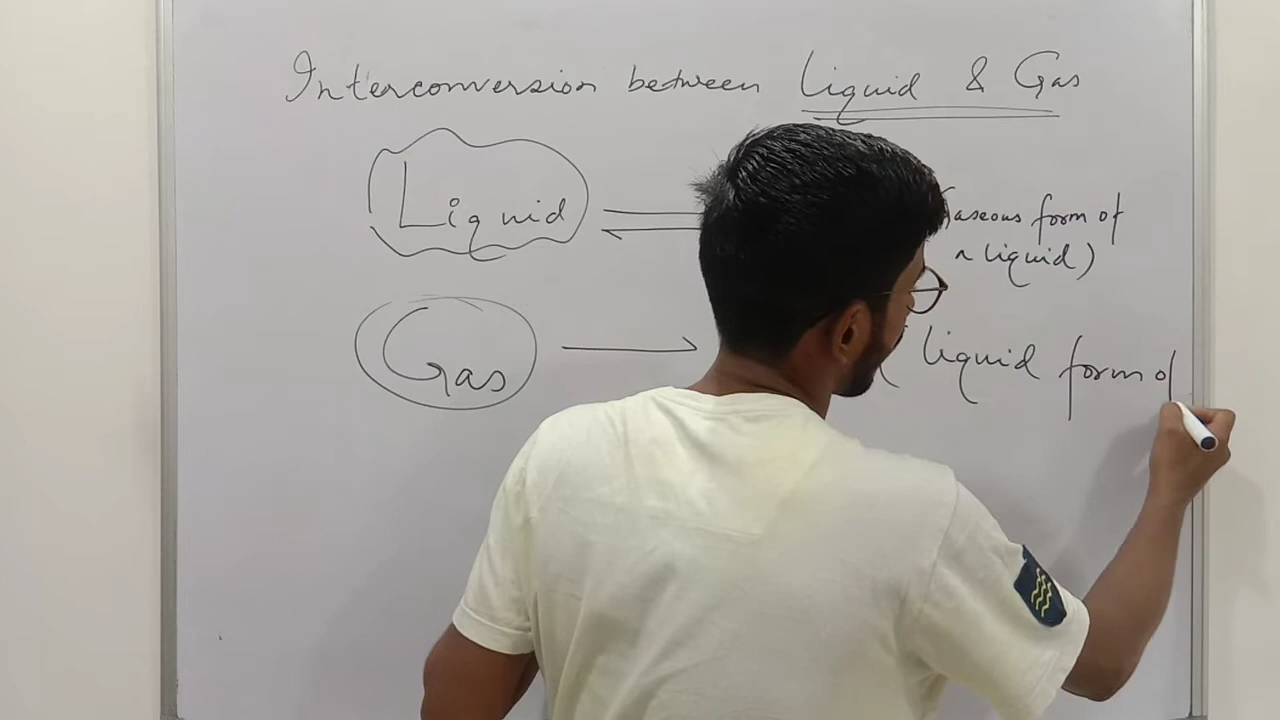 Interconversion between Liquid & Gas
Liquid
aseous form of
a liquid)
Gas
( liquid form of